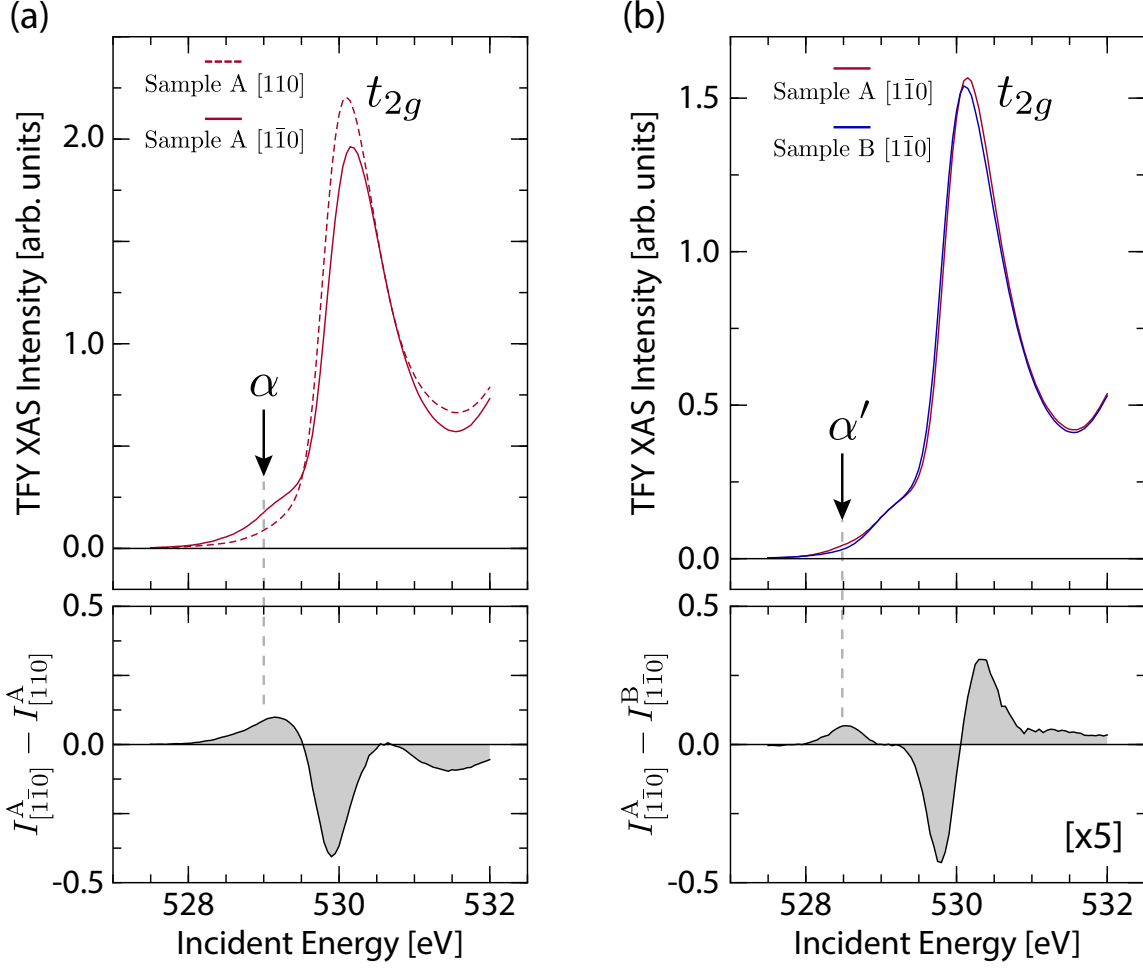 (a)
Sample A [110]
Sample A [11̄0]
t2g
α
TFY XAS Intensity [arb. units]
2.0
1.0
0.0
I^A_[11̄0] − I^A_[110]
0.5
0.0
-0.5
528 530 532
Incident Energy [eV]
(b)
Sample A [11̄0]
Sample B [11̄0]
t2g
α′
TFY XAS Intensity [arb. units]
1.5
1.0
0.5
0.0
I^A_[11̄0] − I^B_[11̄0]
0.5
0.0
-0.5
[x5]
528 530 532
Incident Energy [eV]